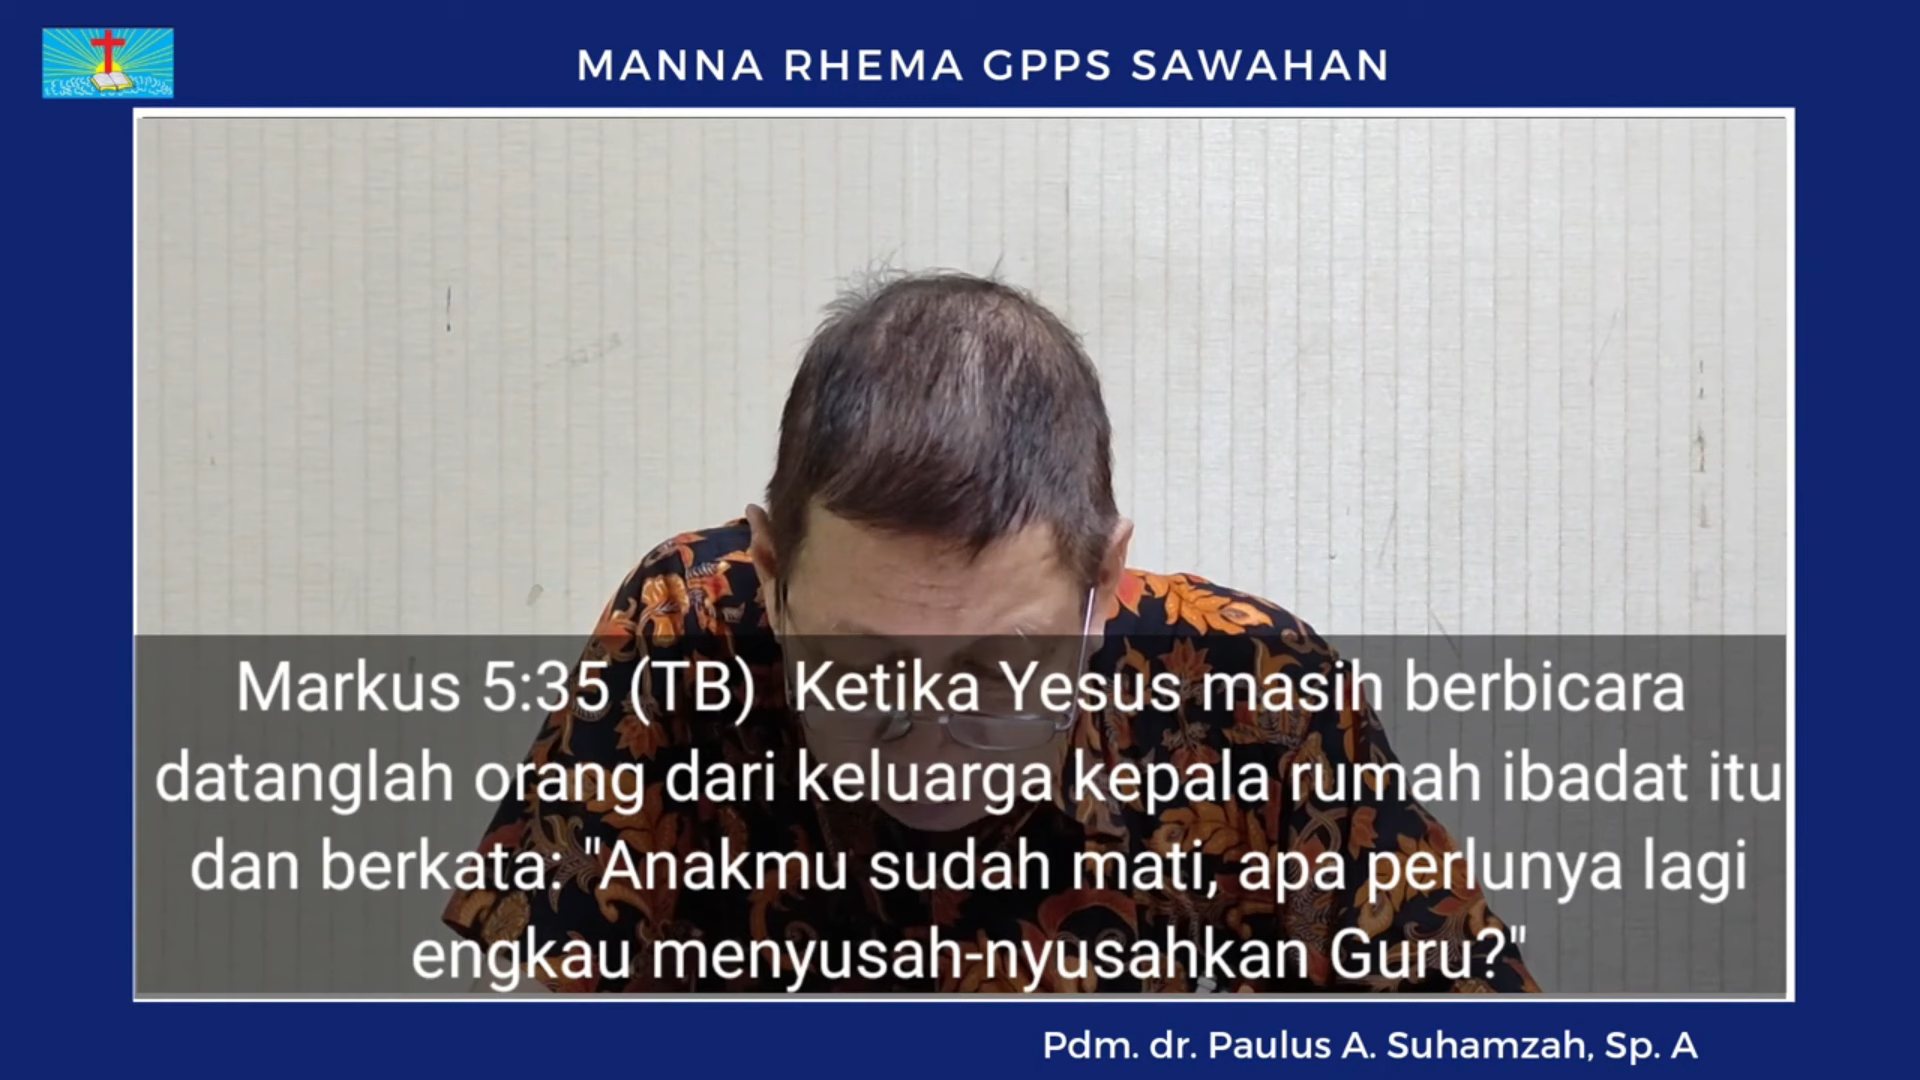 MANNA RHEMA GPPS SAWAHAN
Markus 5:35 (TB)  Ketika Yesus masih berbicara
datanglah orang dari keluarga kepala rumah ibadat itu
dan berkata: "Anakmu sudah mati, apa perlunya lagi
engkau menyusah-nyusahkan Guru?"
Pdm. dr. Paulus A. Suhamzah, Sp. A